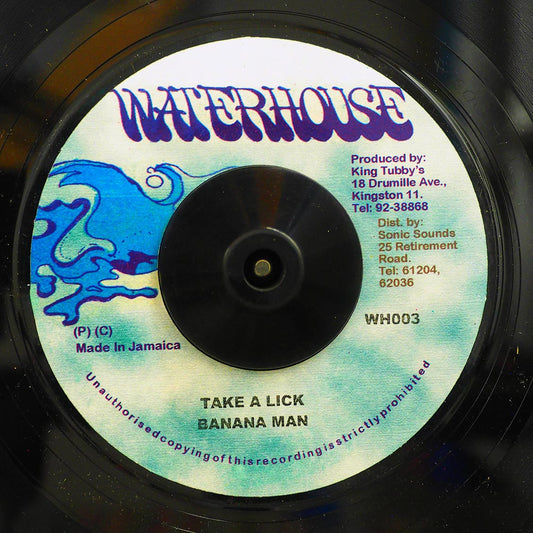 WATERHOUSE
Produced by:
King Tubby's
18 Drumille Ave.,
Kingston 11.
Tel: 92-38868
Dist. by:
Sonic Sounds
25 Retirement
Road.
Tel: 61204,
62036
WH003
(P) (C)
Made In Jamaica
TAKE A LICK
BANANA MAN
Unauthorisedcopyingofthisrecordingisstrictlyprohibited